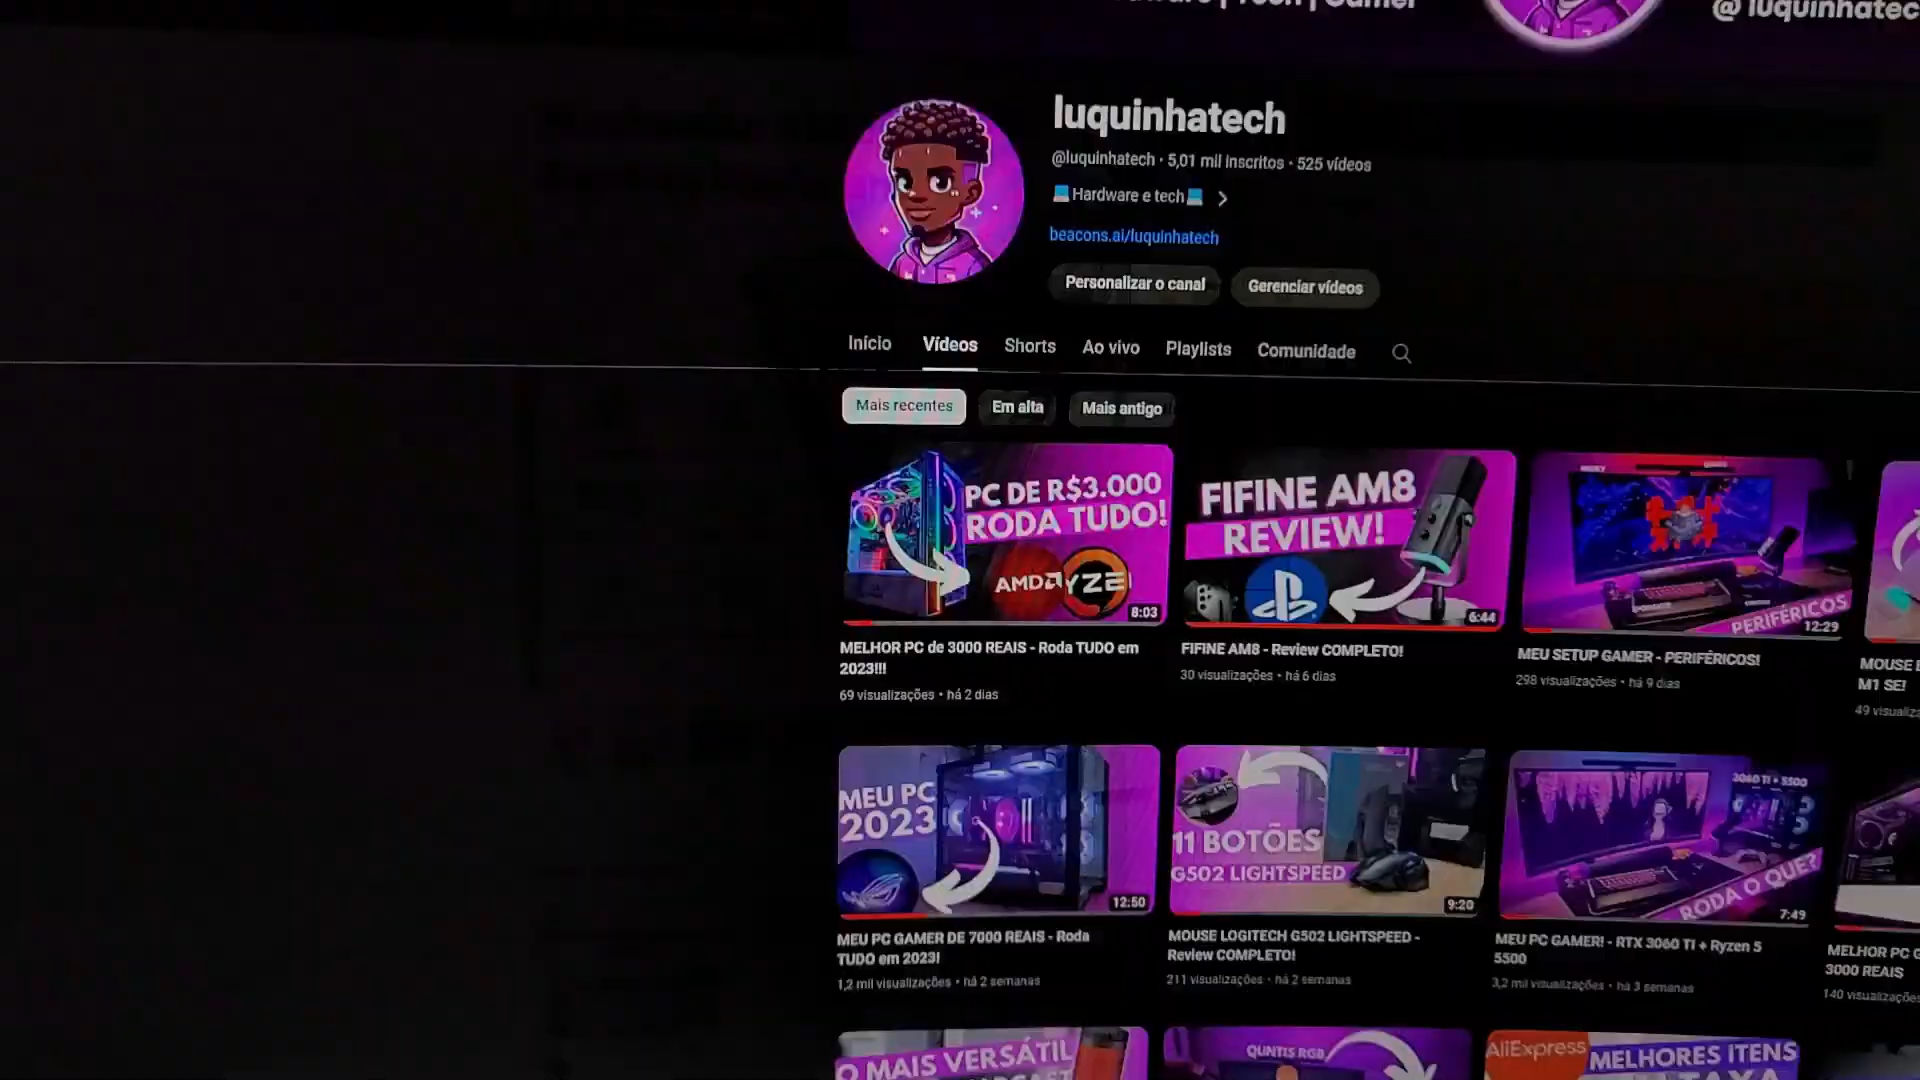 | Tech | Gamer
@luquinhatec
luquinhatech
@luquinhatech · 5,01 mil inscritos · 525 vídeos
Hardware e tech
beacons.ai/luquinhatech
Personalizar o canal
Gerenciar vídeos
Início
Vídeos
Shorts
Ao vivo
Playlists
Comunidade
Mais recentes
Em alta
Mais antigo
PC DE R$3.000
RODA TUDO!
AMD
YZE
8:03
FIFINE AM8
REVIEW!
6:44
PERIFÉRICOS
12:29
MELHOR PC de 3000 REAIS - Roda TUDO em
2023!!!
69 visualizações · há 2 dias
FIFINE AM8 - Review COMPLETO!
30 visualizações · há 6 dias
MEU SETUP GAMER - PERIFÉRICOS!
298 visualizações · há 9 dias
MOUSE
M1 SE!
49 visualiz
MEU PC
2023
12:50
11 BOTÕES
G502 LIGHTSPEED
9:20
3060 TI + 5500
RODA O QUE?
7:49
MEU PC GAMER DE 7000 REAIS - Roda
TUDO em 2023!
1,2 mil visualizações · há 2 semanas
MOUSE LOGITECH G502 LIGHTSPEED -
Review COMPLETO!
211 visualizações · há 2 semanas
MEU PC GAMER! - RTX 3060 TI + Ryzen 5
5500
3,2 mil visualizações · há 3 semanas
MELHOR PC
3000 REAIS
140 visualizações
O MAIS VERSÁTIL
QUNTIS RGB
AliExpress
MELHORES ITENS
TAXA